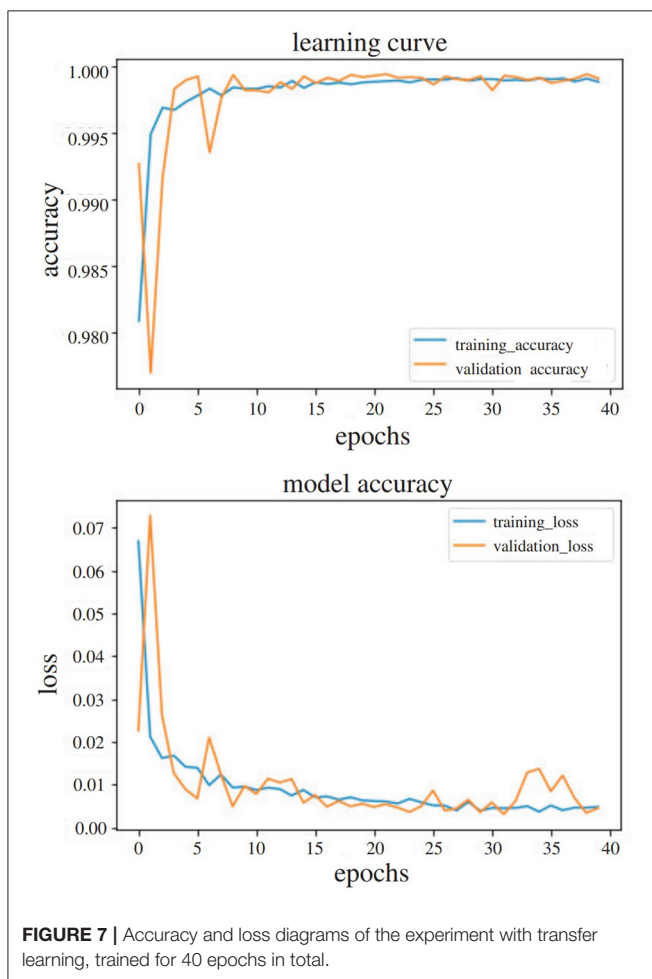 learning curve
1.000
0.995
0.990
0.985
0.980
accuracy
training_accuracy
validation accuracy
0 5 10 15 20 25 30 35 40
epochs
model accuracy
0.07
0.06
0.05
0.04
0.03
0.02
0.01
0.00
loss
training_loss
validation_loss
0 5 10 15 20 25 30 35 40
epochs
FIGURE 7 | Accuracy and loss diagrams of the experiment with transfer
learning, trained for 40 epochs in total.